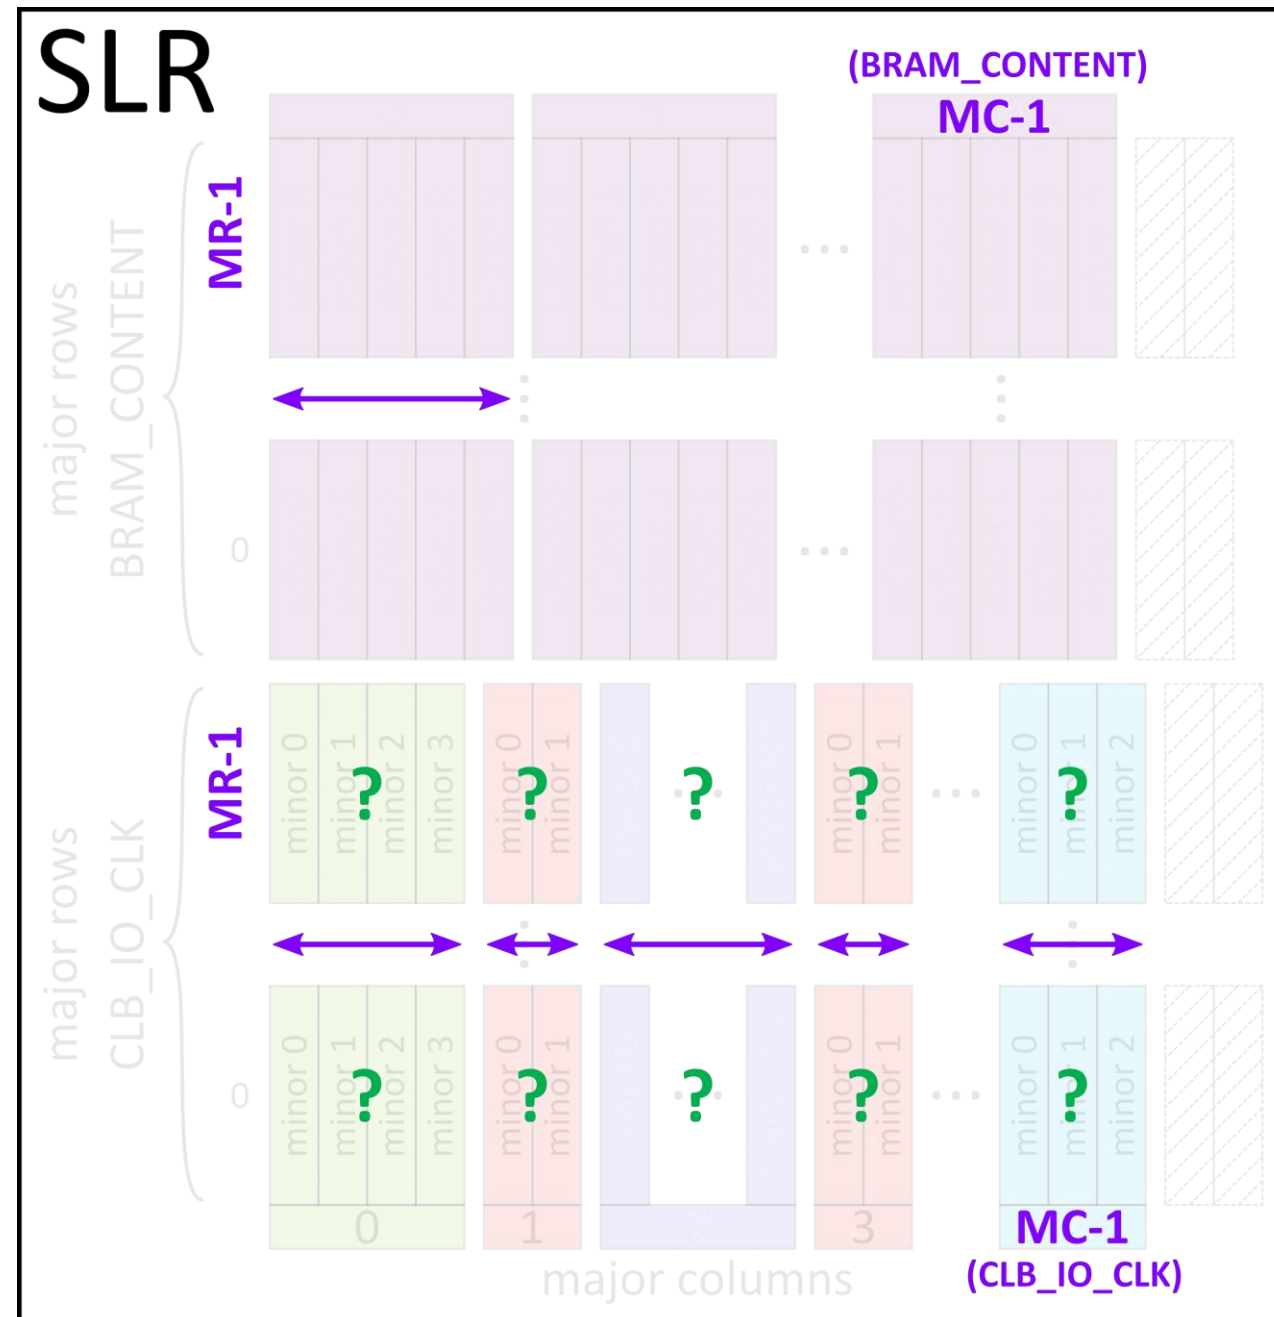 SLR
(BRAM_CONTENT)
MC-1
MR-1
major rows
BRAM_CONTENT
...
0
...
MR-1
major rows
CLB_IO_CLK
minor 0
minor 1
minor 2
minor 3
?
minor 0
minor 1
?
?
minor 0
minor 1
?
...
minor 0
minor 1
minor 2
?
0
minor 0
minor 1
minor 2
minor 3
?
minor 0
minor 1
?
?
minor 0
minor 1
?
...
minor 0
minor 1
minor 2
?
0
1
3
MC-1
major columns
(CLB_IO_CLK)